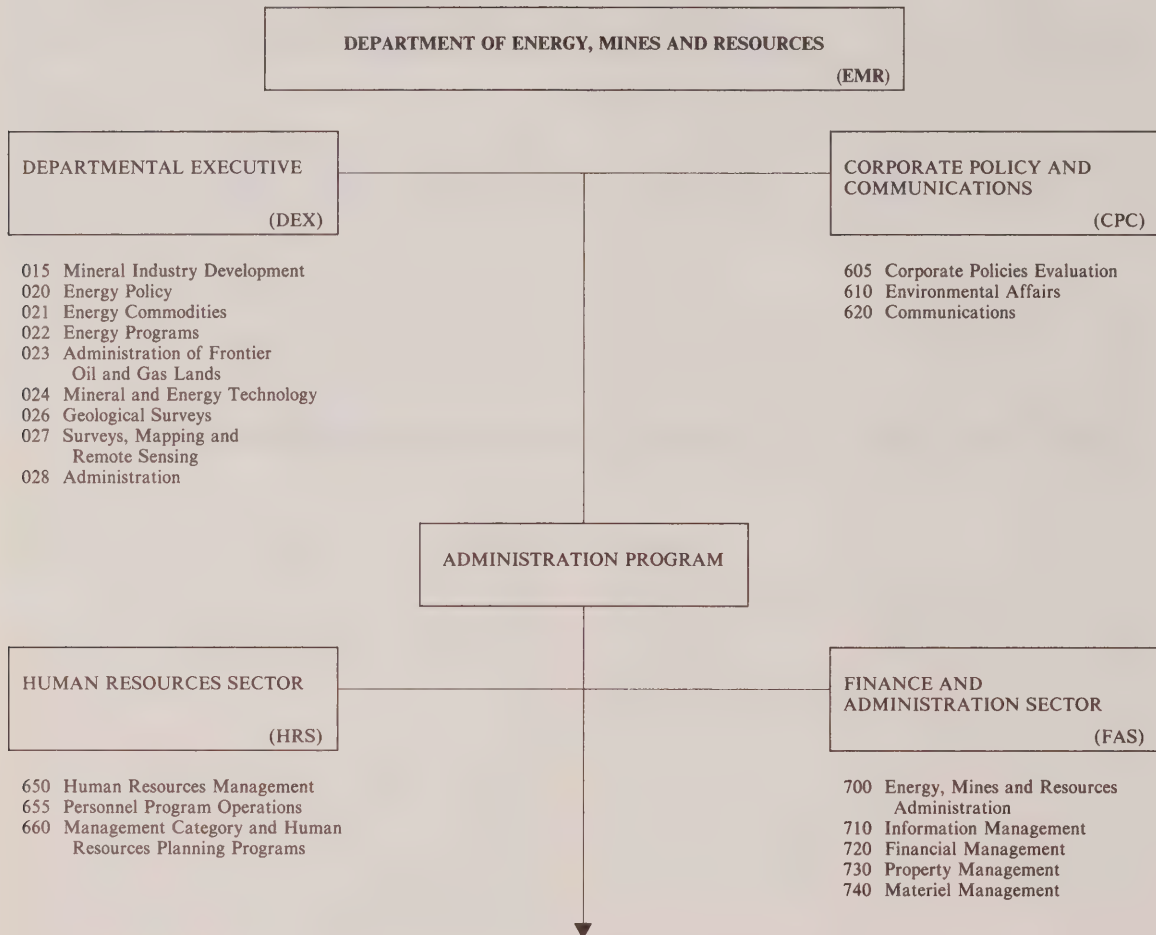 DEPARTMENT OF ENERGY, MINES AND RESOURCES
(EMR)
DEPARTMENTAL EXECUTIVE
(DEX)
015 Mineral Industry Development
020 Energy Policy
021 Energy Commodities
022 Energy Programs
023 Administration of Frontier
Oil and Gas Lands
024 Mineral and Energy Technology
026 Geological Surveys
027 Surveys, Mapping and
Remote Sensing
028 Administration
CORPORATE POLICY AND
COMMUNICATIONS
(CPC)
605 Corporate Policies Evaluation
610 Environmental Affairs
620 Communications
ADMINISTRATION PROGRAM
HUMAN RESOURCES SECTOR
(HRS)
650 Human Resources Management
655 Personnel Program Operations
660 Management Category and Human
Resources Planning Programs
FINANCE AND
ADMINISTRATION SECTOR
(FAS)
700 Energy, Mines and Resources
Administration
710 Information Management
720 Financial Management
730 Property Management
740 Materiel Management